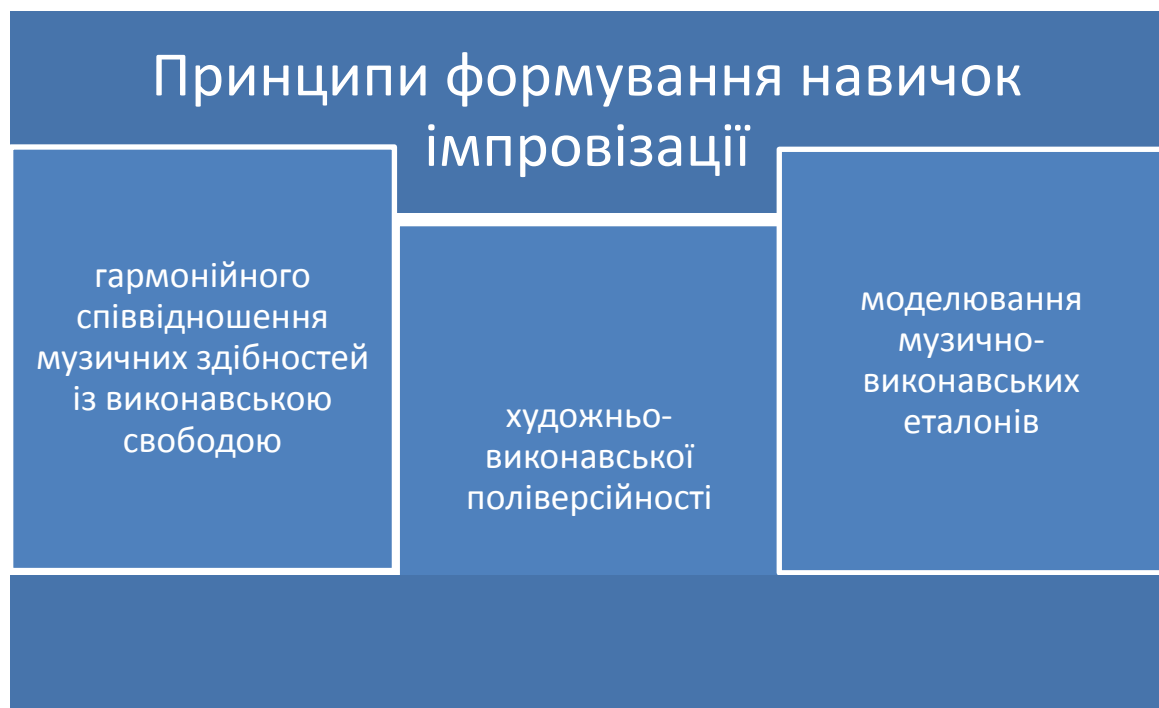 Принципи формування навичок
імпровізації
гармонійного
співвідношення
музичних здібностей
із виконавською
свободою
художньо-
виконавської
поліверсійності
моделювання
музично-
виконавських
еталонів